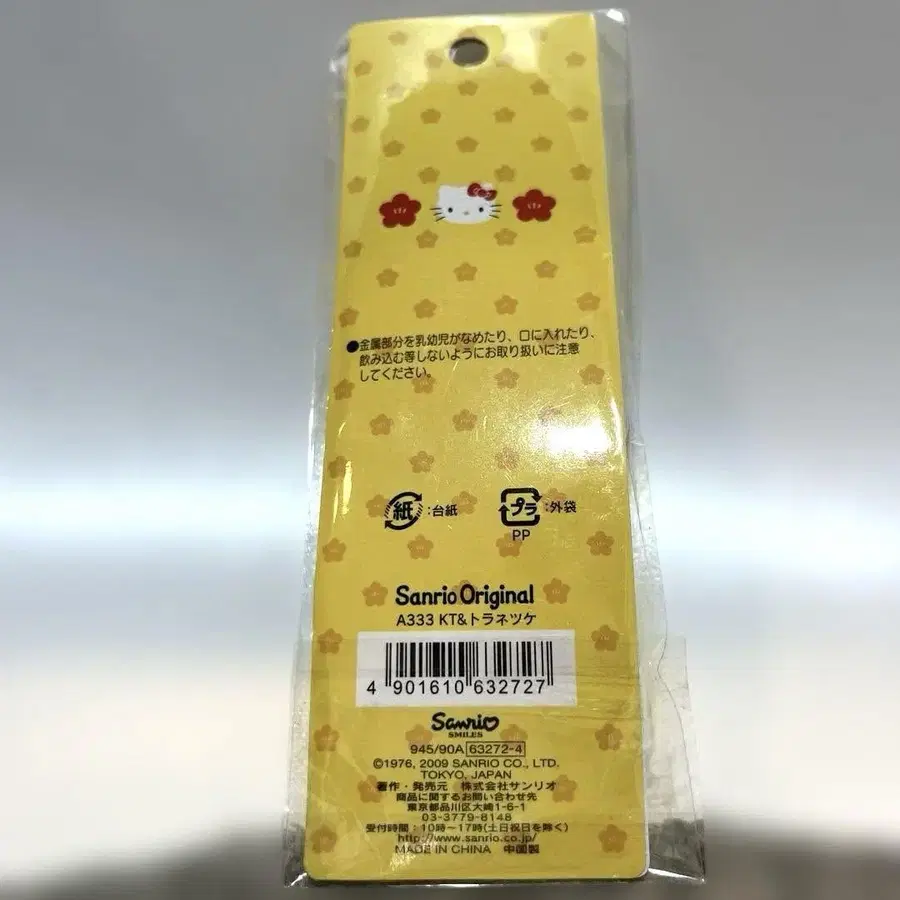 ●金属部分を乳幼児がなめたり、口に入れたり、
飲み込む等しないようにお取り扱いに注意
してください。
紙:台紙
プラ:外袋
PP
Sanrio Original
A333 KT&トラネツケ
4 901610 632727
Sanrio
SMILES
945/90A 63272-4
©1976, 2009 SANRIO CO., LTD.
TOKYO, JAPAN
著作・発売元 株式会社サンリオ
商品に関するお問い合わせ先
東京都品川区大崎1-6-1
03-3779-8148
受付時間:10時〜17時(土日祝日を除く)
http://www.sanrio.co.jp/
MADE IN CHINA 中国製